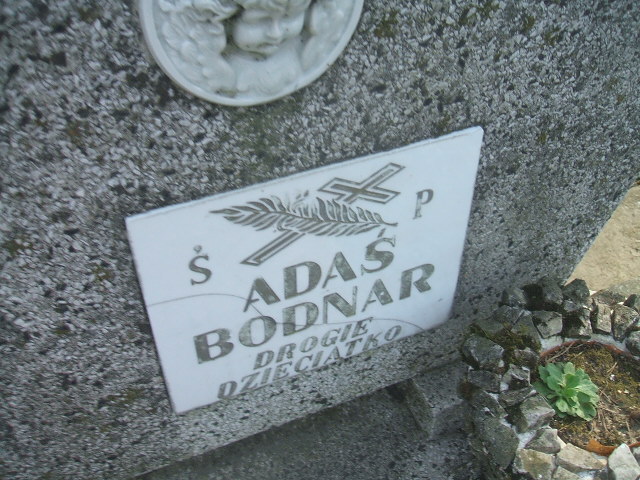 Ś P
ADAŚ
BODNAR
DROGIE
DZIECIĄTKO